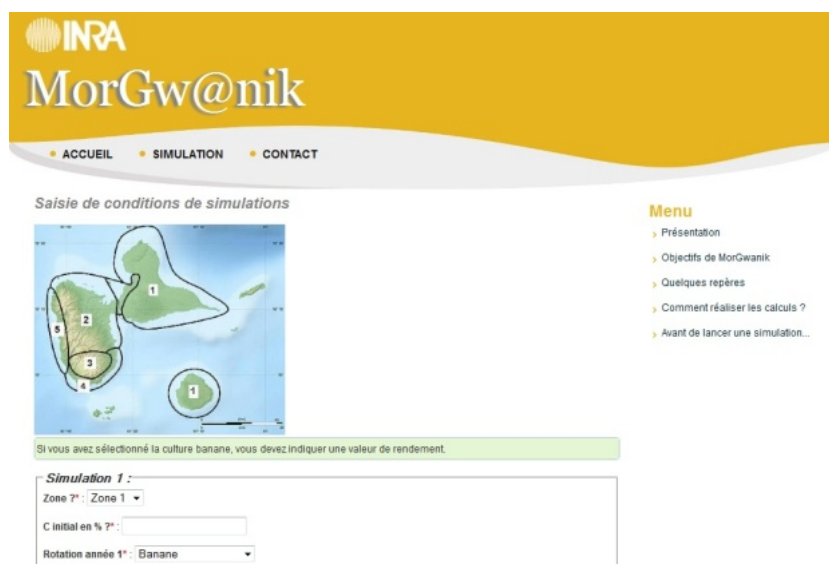 INRA
MorGw@nik
ACCUEIL SIMULATION CONTACT
Saisie de conditions de simulations
1
2
5
3
4
1
Si vous avez sélectionné la culture banane, vous devez indiquer une valeur de rendement.
Simulation 1 :
Zone ?* : Zone 1
C initial en % ?* :
Rotation année 1* : Banane
Menu
Présentation
Objectifs de MorGwanik
Quelques repères
Comment réaliser les calculs ?
Avant de lancer une simulation...